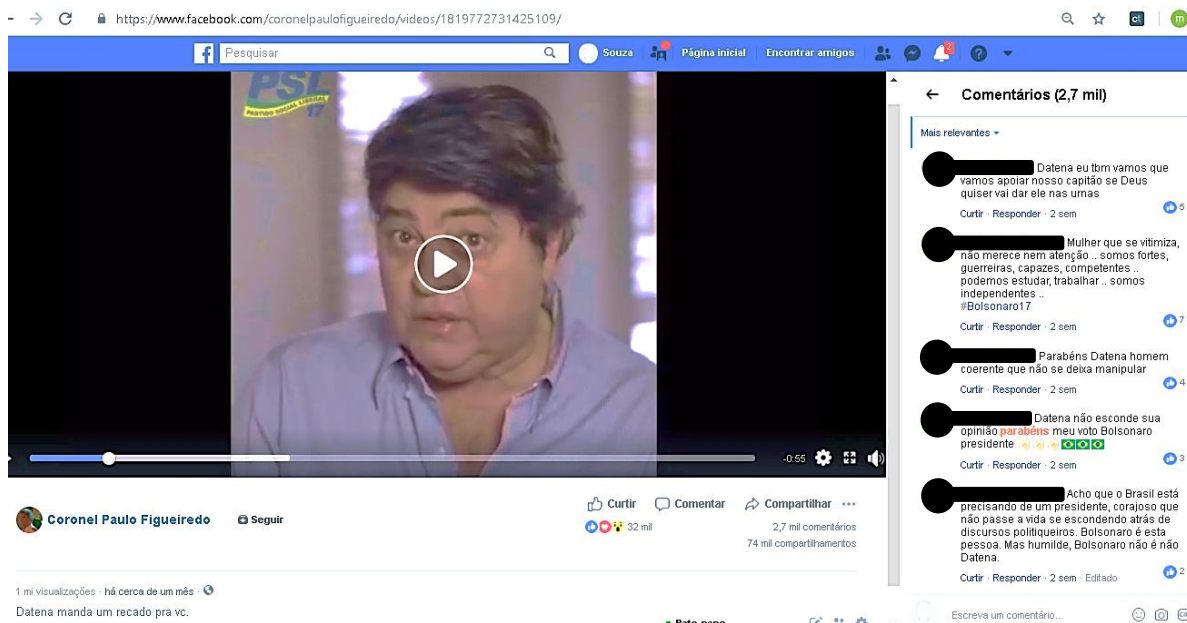 https://www.facebook.com/coronelpaulofigueiredo/videos/1819772731425109/
Pesquisar
Souza
Página inicial
Encontrar amigos
2
PSL
PARTIDO SOCIAL LIBERAL
17
-0:55
Coronel Paulo Figueiredo
Seguir
Curtir
Comentar
Compartilhar
32 mil
2,7 mil comentários
74 mil compartilhamentos
1 mi visualizações · há cerca de um mês ·
Datena manda um recado pra vc.
Bate-papo
Comentários (2,7 mil)
Mais relevantes
Datena eu tbm vamos que
vamos apoiar nosso capitão se Deus
quiser vai dar ele nas urnas
Curtir · Responder · 2 sem
5
Mulher que se vitimiza,
não merece nem atenção .. somos fortes,
guerreiras, capazes, competentes ..
podemos estudar, trabalhar .. somos
independentes ..
#Bolsonaro17
Curtir · Responder · 2 sem
7
Parabéns Datena homem
coerente que não se deixa manipular
Curtir · Responder · 2 sem
4
Datena não esconde sua
opinião parabéns meu voto Bolsonaro
presidente
Curtir · Responder · 2 sem
3
Acho que o Brasil está
precisando de um presidente, corajoso que
não passe a vida se escondendo atrás de
discursos politiqueiros. Bolsonaro é esta
pessoa. Mas humilde, Bolsonaro não é não
Datena.
Curtir · Responder · 2 sem · Editado
2
Escreva um comentário...